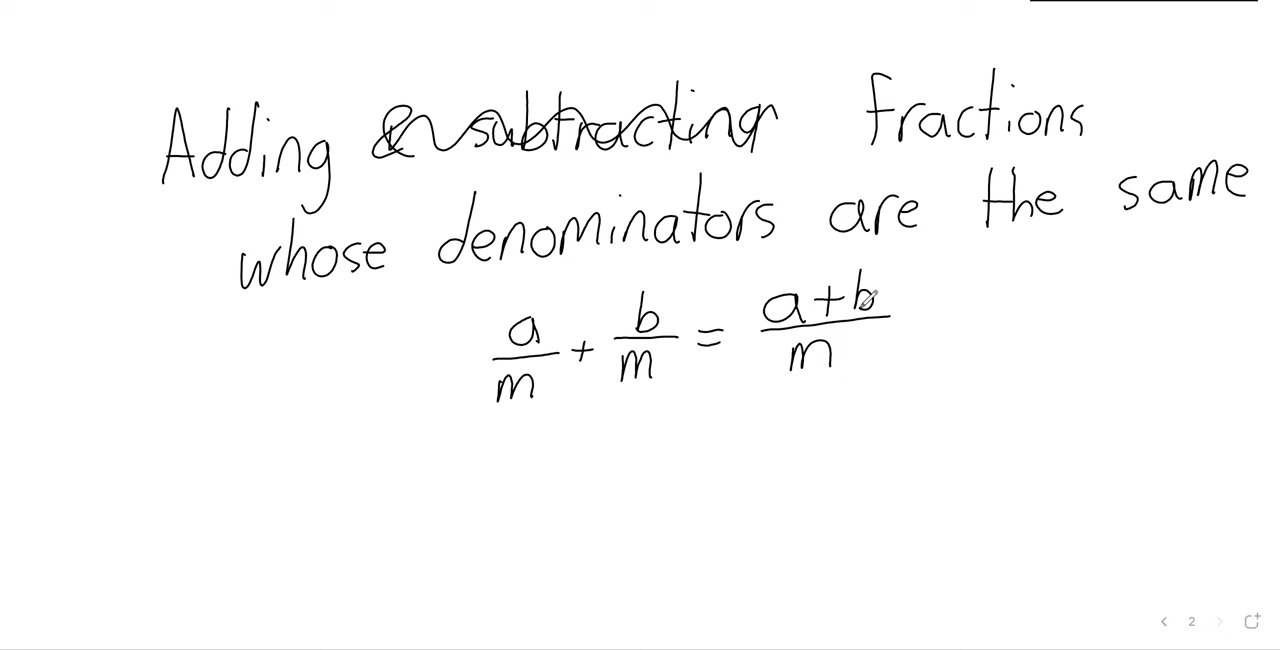 Adding & subtracting fractions
whose denominators are the same
a/m + b/m = a+b/m
2